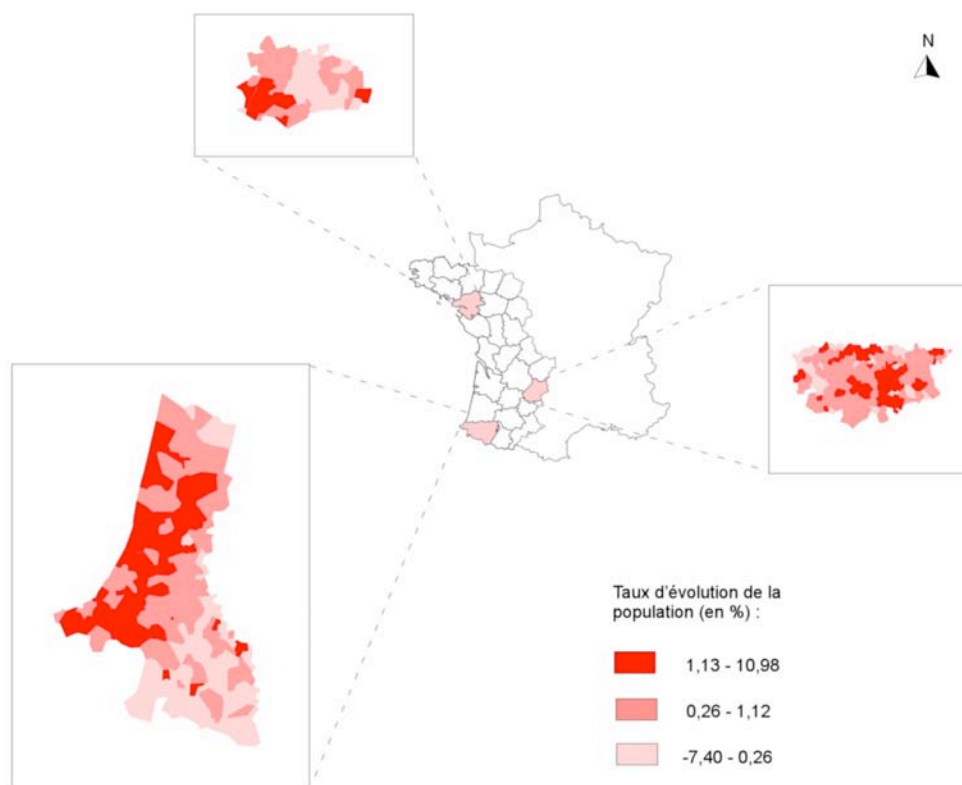 N
Taux d'évolution de la
population (en %) :
1,13 - 10,98
0,26 - 1,12
-7,40 - 0,26